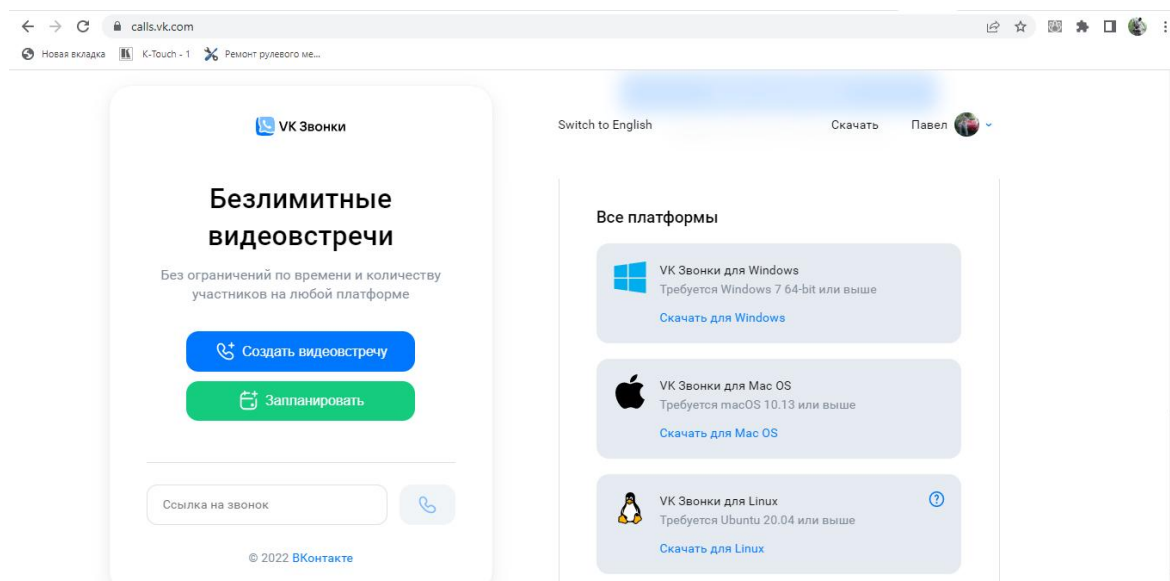 calls.vk.com
Новая вкладка K-Touch - 1 Ремонт рулевого ме...
VK Звонки
Switch to English Скачать Павел
Безлимитные
видеовстречи
Без ограничений по времени и количеству
участников на любой платформе
Создать видеовстречу
Запланировать
Ссылка на звонок
© 2022 ВКонтакте
Все платформы
VK Звонки для Windows
Требуется Windows 7 64-bit или выше
Скачать для Windows
VK Звонки для Mac OS
Требуется macOS 10.13 или выше
Скачать для Mac OS
VK Звонки для Linux
Требуется Ubuntu 20.04 или выше
Скачать для Linux